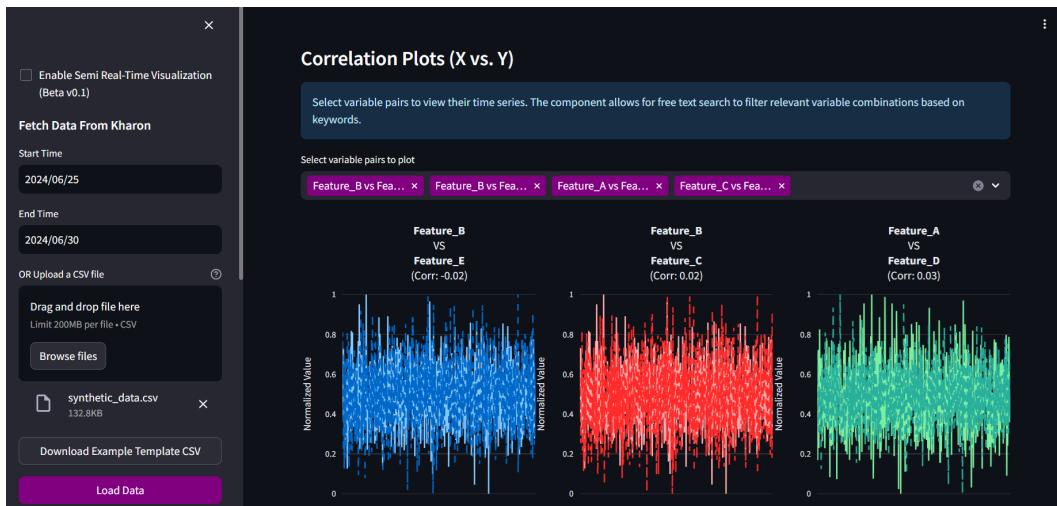 Enable Semi Real-Time Visualization
(Beta v0.1)
Fetch Data From Kharon
Start Time
2024/06/25
End Time
2024/06/30
OR Upload a CSV file
Drag and drop file here
Limit 200MB per file • CSV
Browse files
synthetic_data.csv
132.8KB
Download Example Template CSV
Load Data
Correlation Plots (X vs. Y)
Select variable pairs to view their time series. The component allows for free text search to filter relevant variable combinations based on
keywords.
Select variable pairs to plot
Feature_B vs Fea... Feature_B vs Fea... Feature_A vs Fea... Feature_C vs Fea...
Feature_B
VS
Feature_E
(Corr: -0.02)
1
0.8
0.6
0.4
0.2
0
Normalized Value
Feature_B
VS
Feature_C
(Corr: 0.02)
1
0.8
0.6
0.4
0.2
0
Normalized Value
Feature_A
VS
Feature_D
(Corr: 0.03)
1
0.8
0.6
0.4
0.2
0
Normalized Value